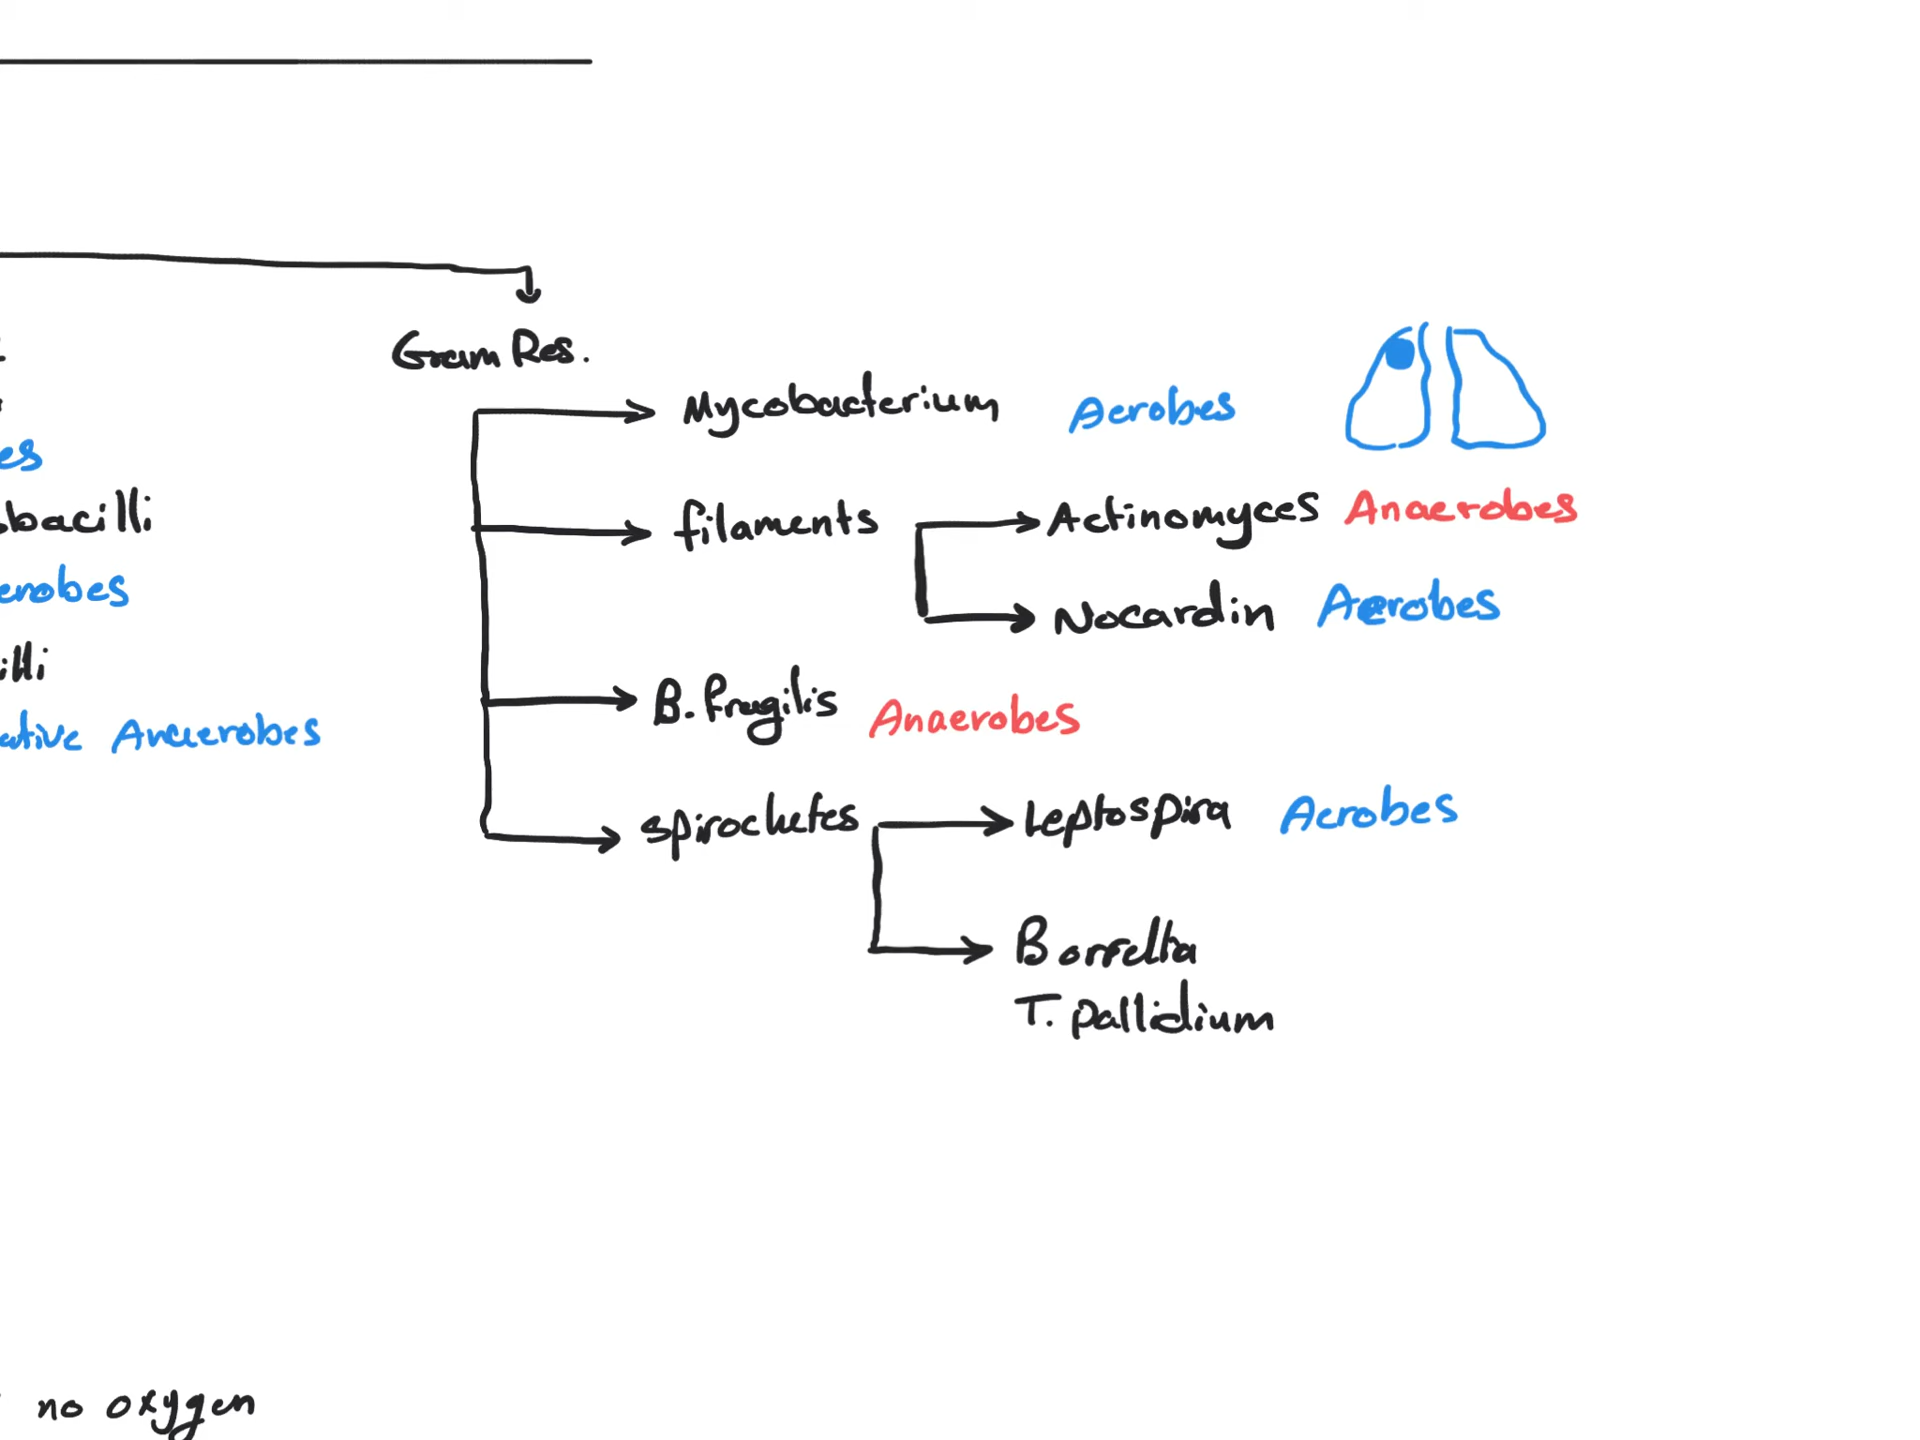 Gram Res.
Mycobacterium Aerobes
filaments Actinomyces Anaerobes
bacilli
Nocardin Aerobes
erobes
illi
B. fragilis Anaerobes
ative Anaerobes
spirochetes Leptospira Aerobes
Borrelia
T. pallidium
no oxygen